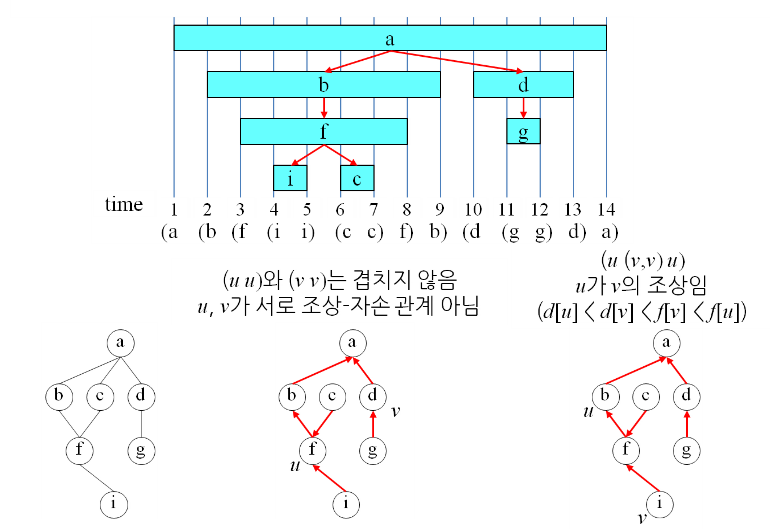 a
b d
f g
i c
time 1 2 3 4 5 6 7 8 9 10 11 12 13 14
(a (b (f (i i) (c c) f) b) (d (g g) d) a)
(u u)와 (v v)는 겹치지 않음
u, v가 서로 조상-자손 관계 아님
(u (v,v) u)
u가 v의 조상임
(d[u] < d[v] < f[v] < f[u])
a
b c d
f g
i
a
b c d v
u f g
i
a
b c d
u
f g
i
v